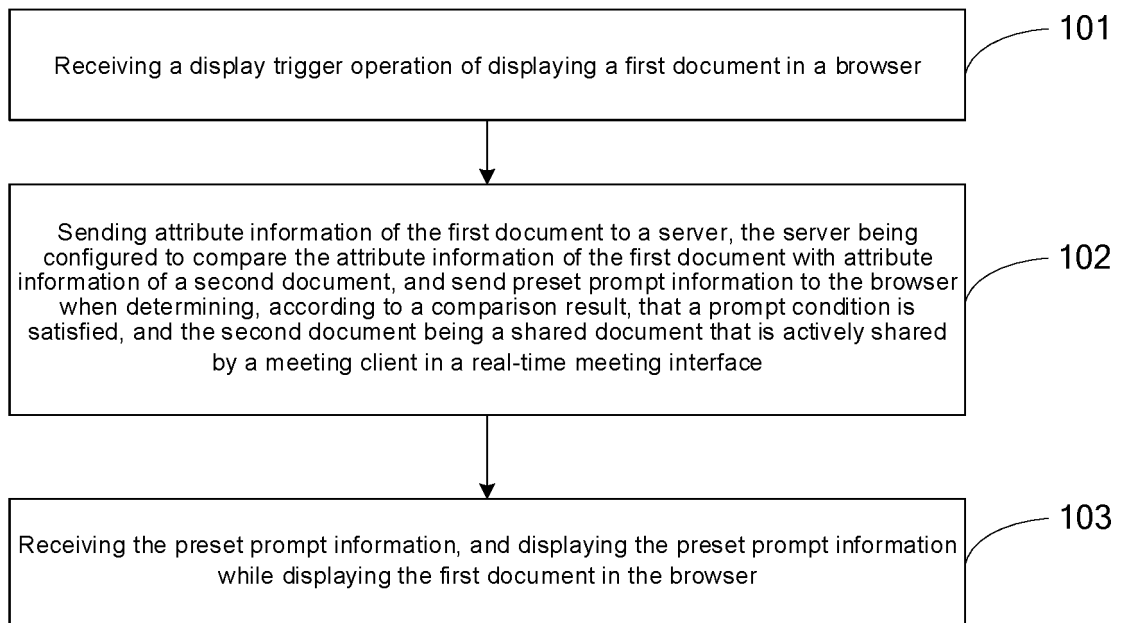 101
Receiving a display trigger operation of displaying a first document in a browser
Sending attribute information of the first document to a server, the server being
configured to compare the attribute information of the first document with attribute
information of a second document, and send preset prompt information to the browser
when determining, according to a comparison result, that a prompt condition is
satisfied, and the second document being a shared document that is actively shared
by a meeting client in a real-time meeting interface
102
Receiving the preset prompt information, and displaying the preset prompt information
while displaying the first document in the browser
103